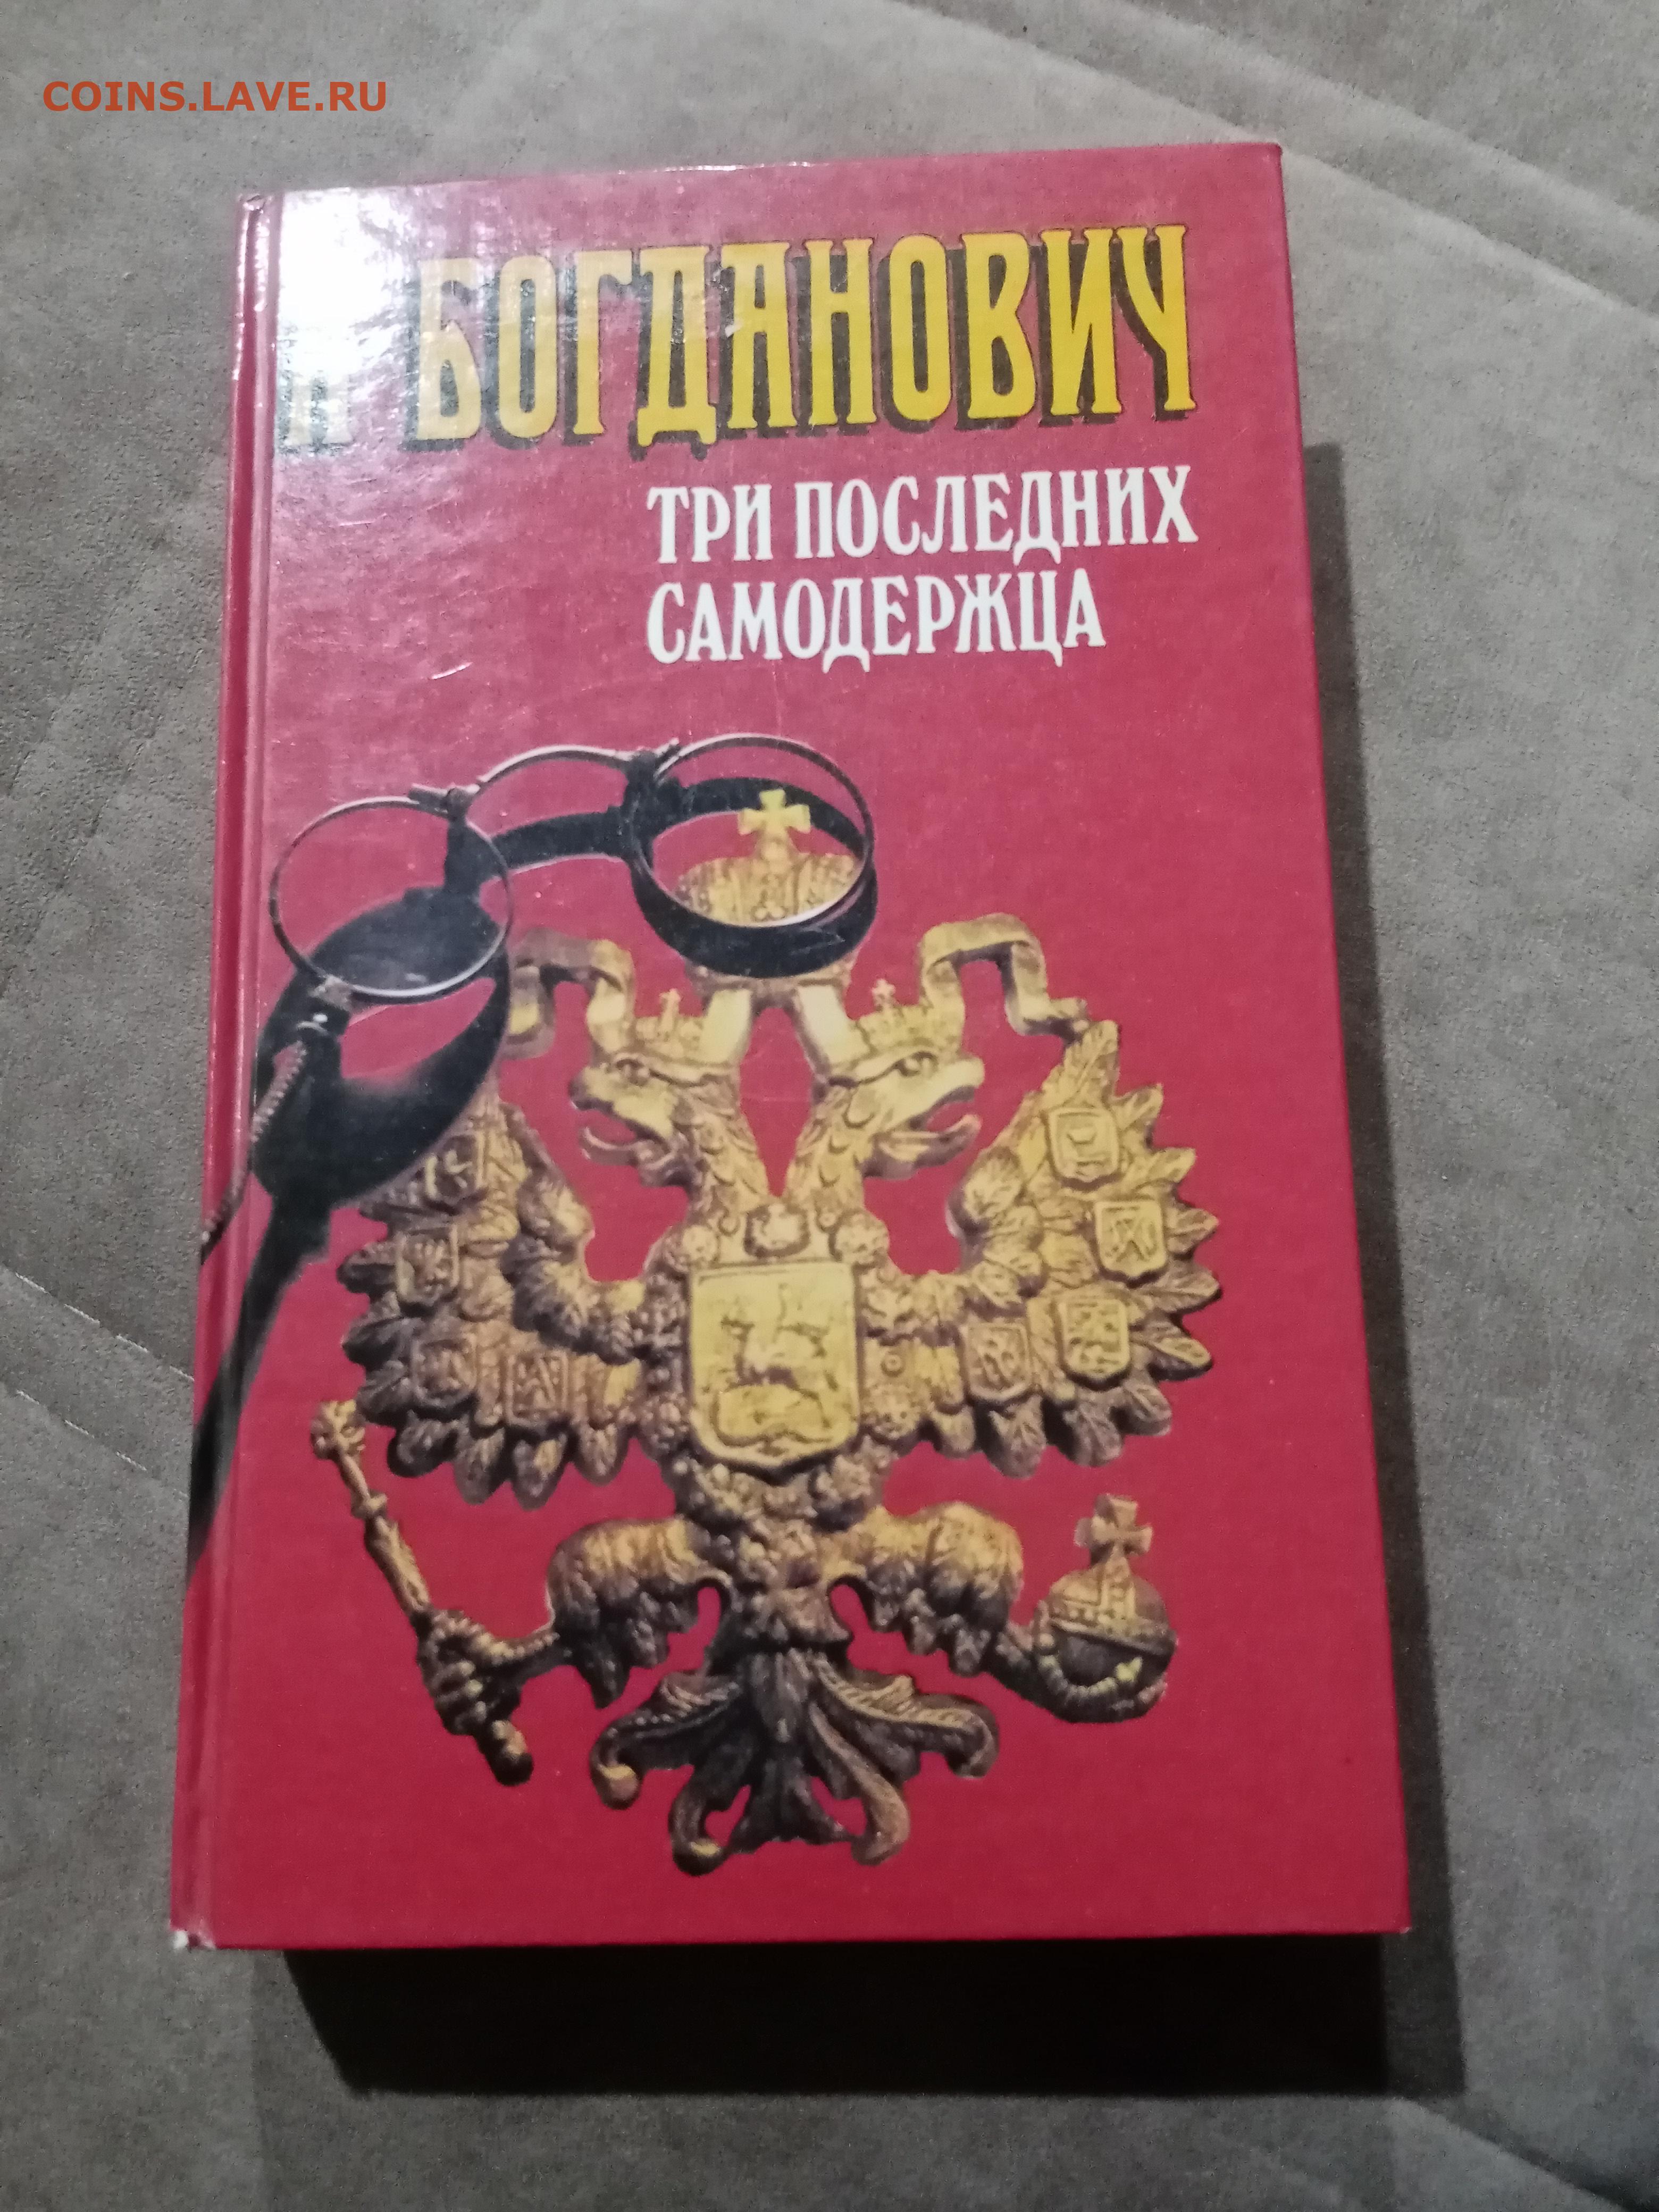 COINS.LAVE.RU
А БОГДАНОВИЧ
ТРИ ПОСЛЕДНИХ
САМОДЕРЖЦА